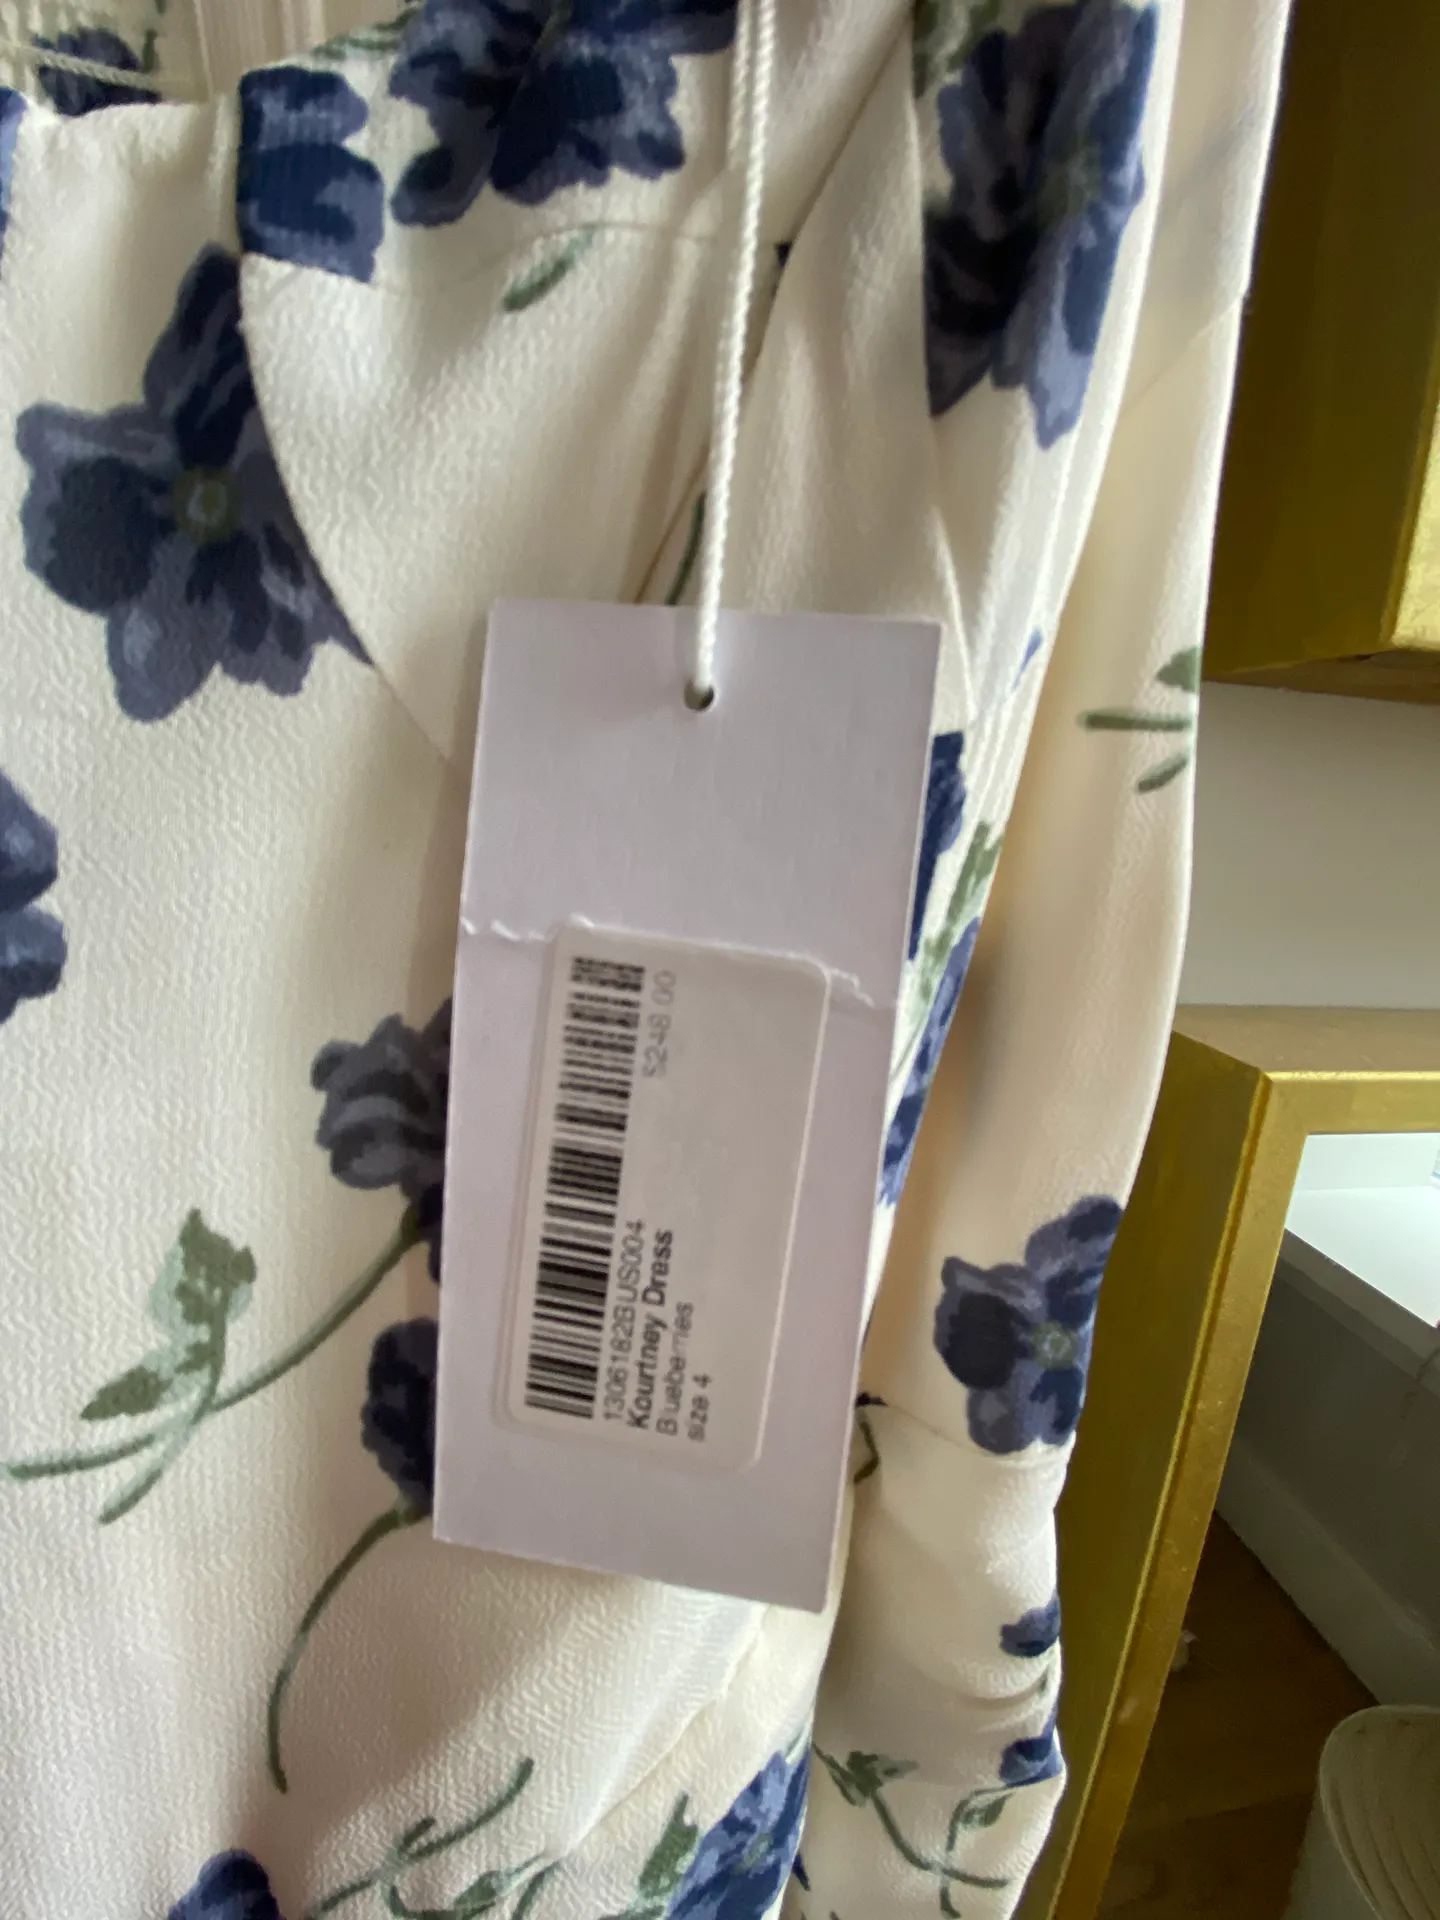 1306182BUS004
Kourtney Dress
Blueberries
size 4
$248.00